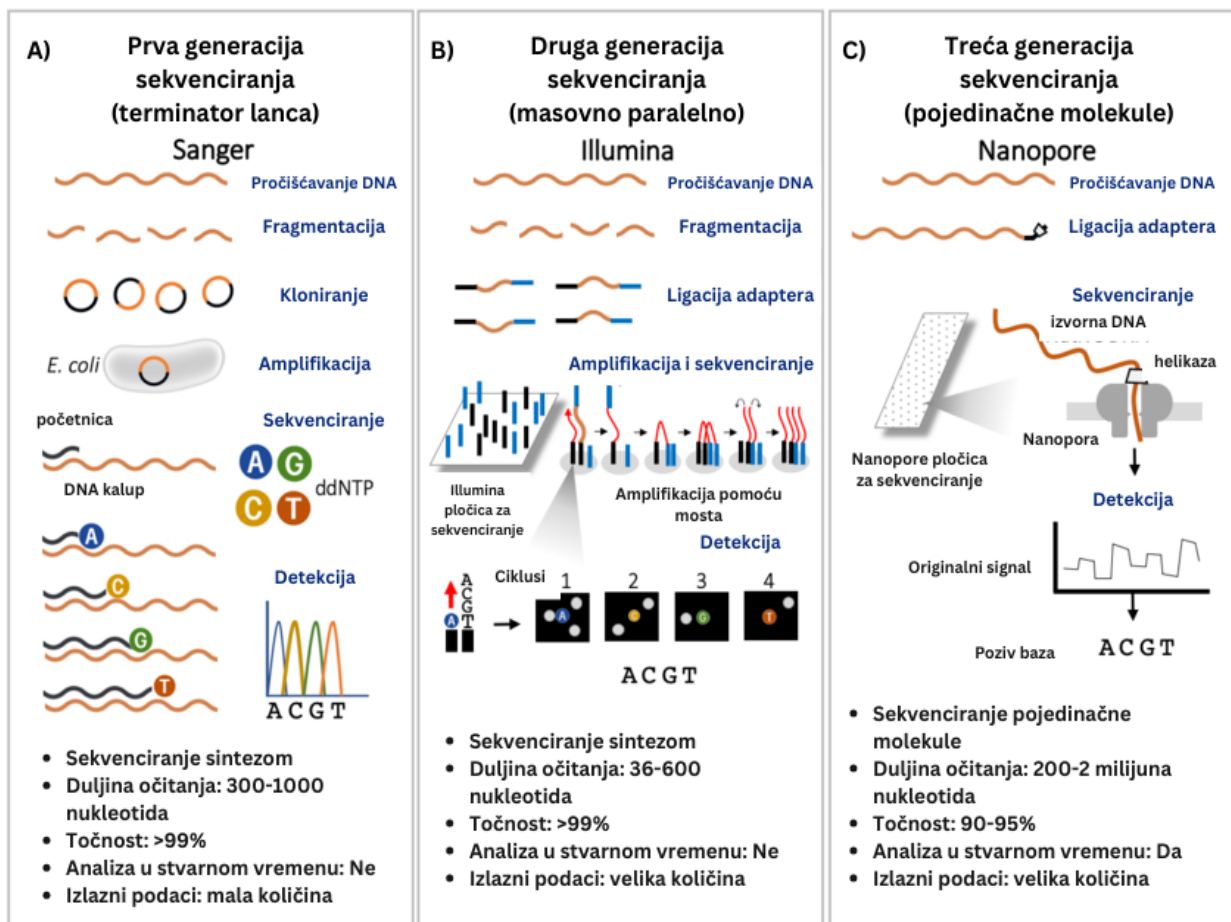 A)
Prva generacija
sekvenciranja
(terminator lanca)
Sanger
Pročišćavanje DNA
Fragmentacija
Kloniranje
E. coli
Amplifikacija
početnica
Sekvenciranje
DNA kalup
A G
C T
ddNTP
A
C
G
T
Detekcija
A C G T
• Sekvenciranje sintezom
• Duljina očitanja: 300-1000
nukleotida
• Točnost: >99%
• Analiza u stvarnom vremenu: Ne
• Izlazni podaci: mala količina
B)
Druga generacija
sekvenciranja
(masovno paralelno)
Illumina
Pročišćavanje DNA
Fragmentacija
Ligacija adaptera
Amplifikacija i sekvenciranje
Illumina
pločica za
sekvenciranje
Amplifikacija pomoću
mosta
Detekcija
Ciklusi
1 2 3 4
A
C
G
A T
A
C
G
T
A C G T
• Sekvenciranje sintezom
• Duljina očitanja: 36-600
nukleotida
• Točnost: >99%
• Analiza u stvarnom vremenu: Ne
• Izlazni podaci: velika količina
C)
Treća generacija
sekvenciranja
(pojedinačne molekule)
Nanopore
Pročišćavanje DNA
Ligacija adaptera
Sekvenciranje
izvorna DNA
helikaza
Nanopora
Nanopore pločica
za sekvenciranje
Detekcija
Originalni signal
Poziv baza
A C G T
• Sekvenciranje pojedinačne
molekule
• Duljina očitanja: 200-2 milijuna
nukleotida
• Točnost: 90-95%
• Analiza u stvarnom vremenu: Da
• Izlazni podaci: velika količina